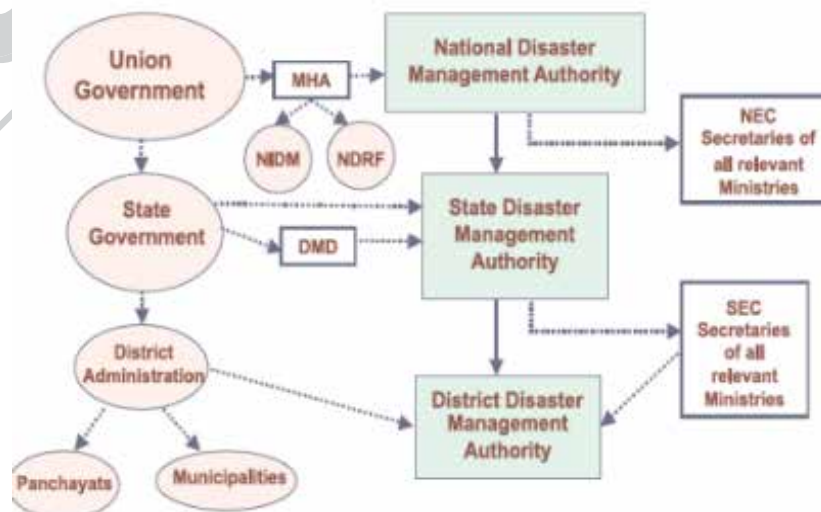 Union
Government
MHA
National Disaster
Management Authority
NIDM
NDRF
NEC
Secretaries of
all relevant
Ministries
State
Government
DMD
State Disaster
Management
Authority
SEC
Secretaries
of all
relevant
Ministries
District
Administration
District Disaster
Management
Authority
Panchayats
Municipalities